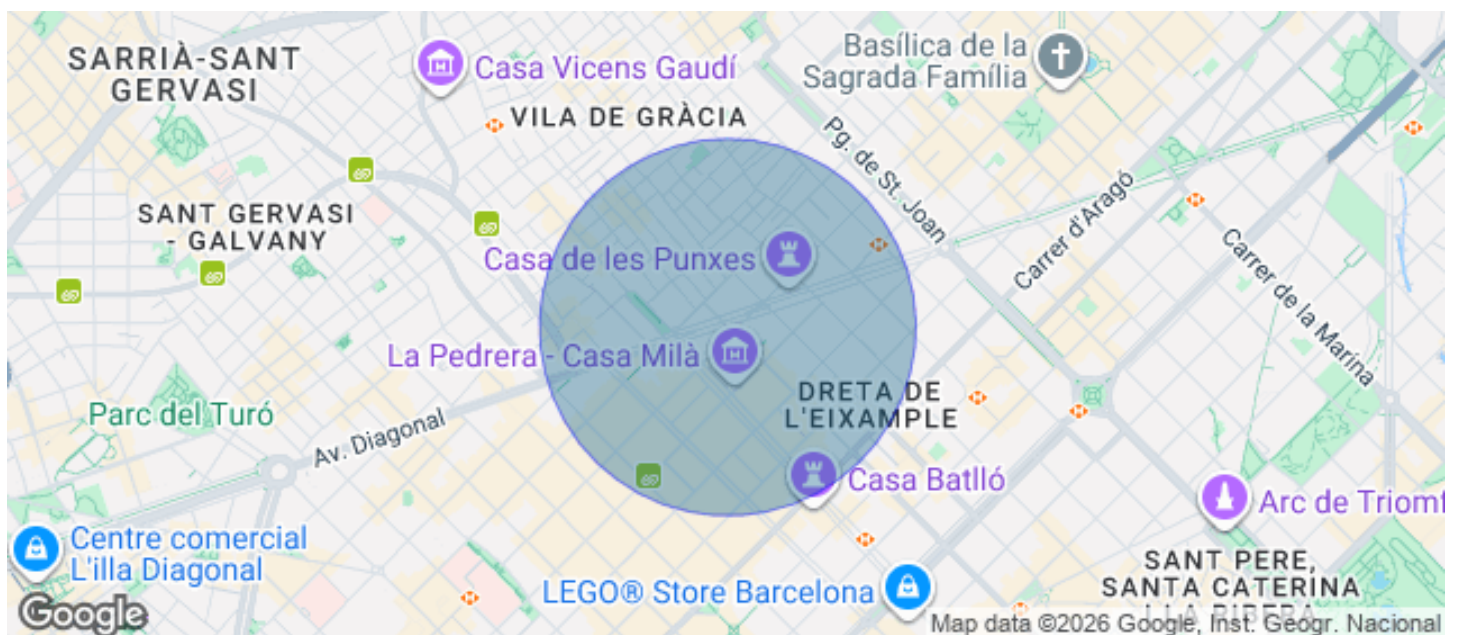 SARRIÀ-SANT
GERVASI
Casa Vicens Gaudí
Basílica de la
Sagrada Família
VILA DE GRÀCIA
Pg. de St. Joan
SANT GERVASI
- GALVANY
Casa de les Punxes
Carrer d'Aragó
Carrer de la Marina
La Pedrera - Casa Milà
DRETA DE
L'EIXAMPLE
Parc del Turó
Av. Diagonal
Casa Batlló
Arc de Triomf
Centre comercial
L'illa Diagonal
LEGO® Store Barcelona
SANT PERE,
SANTA CATERINA
I LA RIBERA
Google
Map data ©2026 Google, Inst. Geogr. Nacional